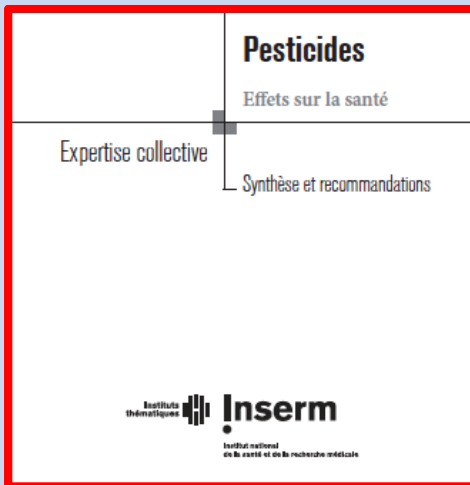 Pesticides
Effets sur la santé
Expertise collective
Synthèse et recommandations
Instituts
thématiques
Inserm
Institut national
de la santé et de la recherche médicale